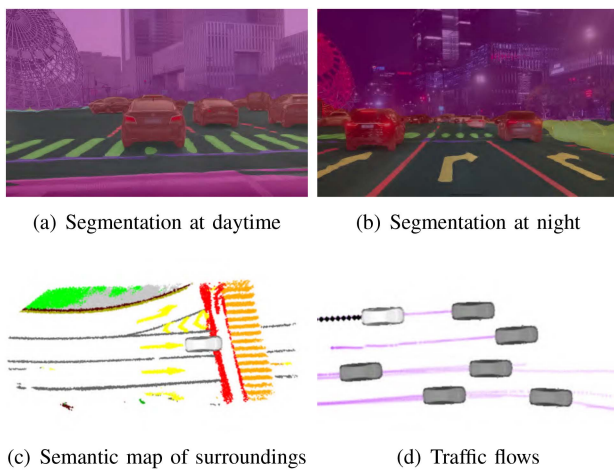 (a) Segmentation at daytime
(b) Segmentation at night
(c) Semantic map of surroundings
(d) Traffic flows